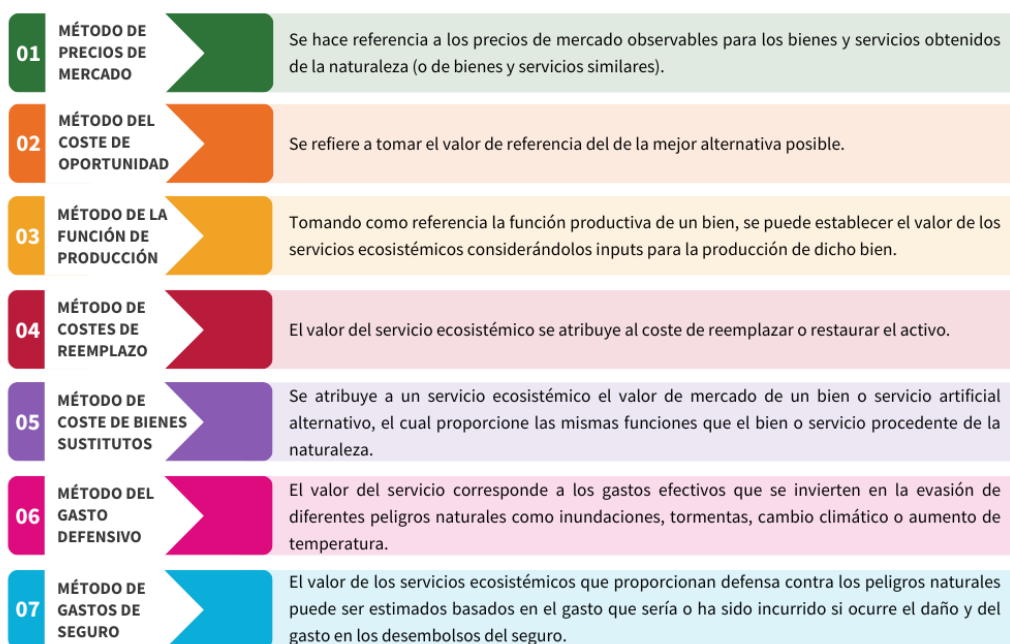 01
MÉTODO DE
PRECIOS DE
MERCADO
Se hace referencia a los precios de mercado observables para los bienes y servicios obtenidos
de la naturaleza (o de bienes y servicios similares).
02
MÉTODO DEL
COSTE DE
OPORTUNIDAD
Se refiere a tomar el valor de referencia del de la mejor alternativa posible.
03
MÉTODO DE LA
FUNCIÓN DE
PRODUCCIÓN
Tomando como referencia la función productiva de un bien, se puede establecer el valor de los
servicios ecosistémicos considerándolos inputs para la producción de dicho bien.
04
MÉTODO DE
COSTES DE
REEMPLAZO
El valor del servicio ecosistémico se atribuye al coste de reemplazar o restaurar el activo.
05
MÉTODO DE
COSTE DE BIENES
SUSTITUTOS
Se atribuye a un servicio ecosistémico el valor de mercado de un bien o servicio artificial
alternativo, el cual proporcione las mismas funciones que el bien o servicio procedente de la
naturaleza.
06
MÉTODO DEL
GASTO
DEFENSIVO
El valor del servicio corresponde a los gastos efectivos que se invierten en la evasión de
diferentes peligros naturales como inundaciones, tormentas, cambio climático o aumento de
temperatura.
07
MÉTODO DE
GASTOS DE
SEGURO
El valor de los servicios ecosistémicos que proporcionan defensa contra los peligros naturales
puede ser estimados basados en el gasto que sería o ha sido incurrido si ocurre el daño y del
gasto en los desembolsos del seguro.